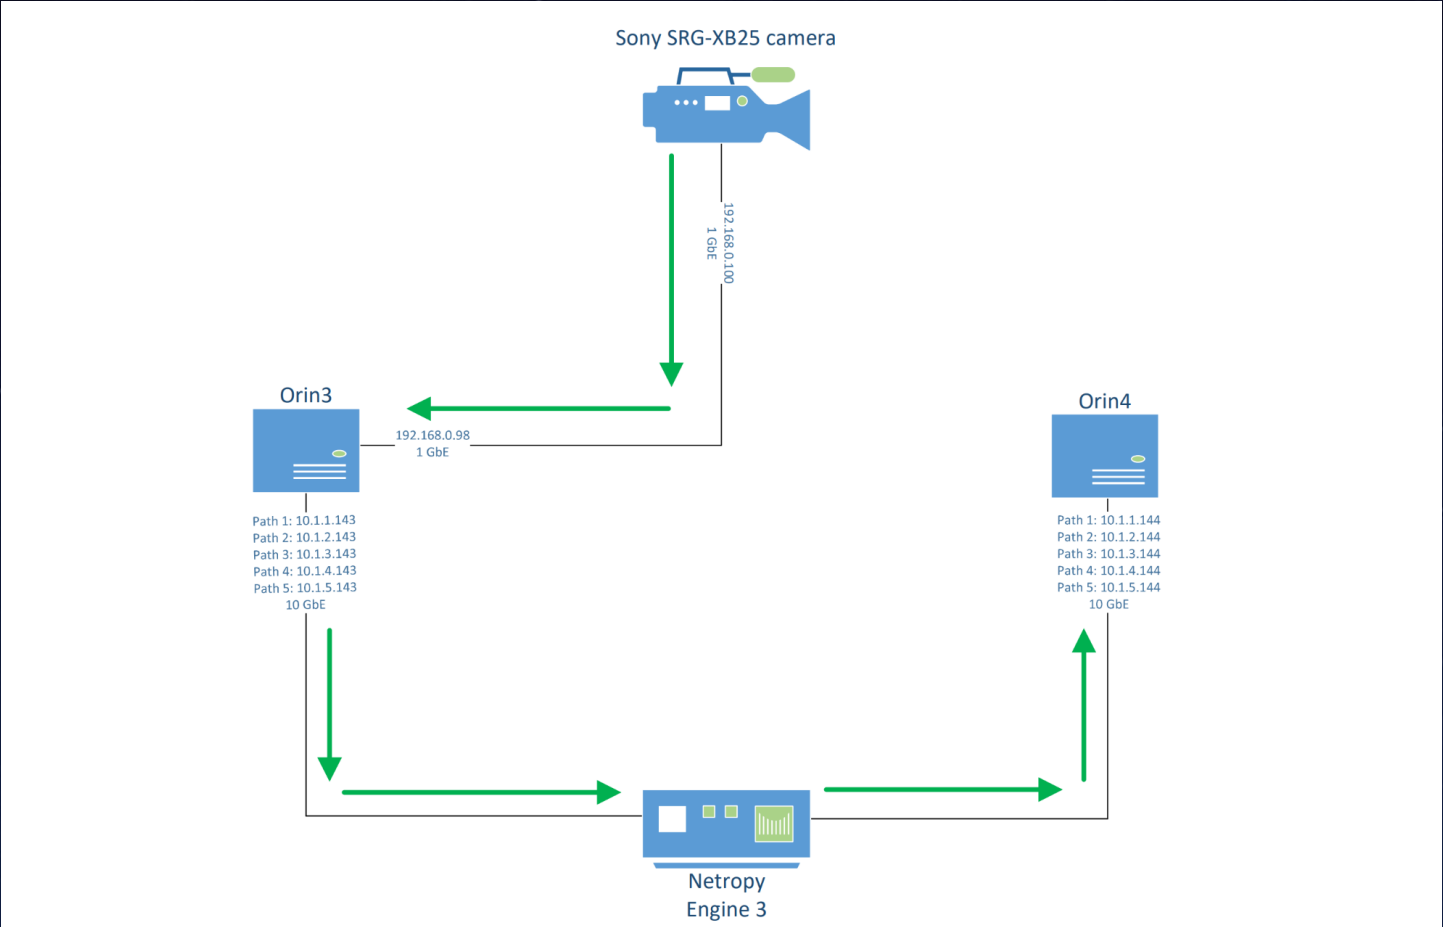 Sony SRG-XB25 camera
192.168.0.100
1 GbE
Orin3
192.168.0.98
1 GbE
Path 1: 10.1.1.143
Path 2: 10.1.2.143
Path 3: 10.1.3.143
Path 4: 10.1.4.143
Path 5: 10.1.5.143
10 GbE
Orin4
Path 1: 10.1.1.144
Path 2: 10.1.2.144
Path 3: 10.1.3.144
Path 4: 10.1.4.144
Path 5: 10.1.5.144
10 GbE
Netropy
Engine 3